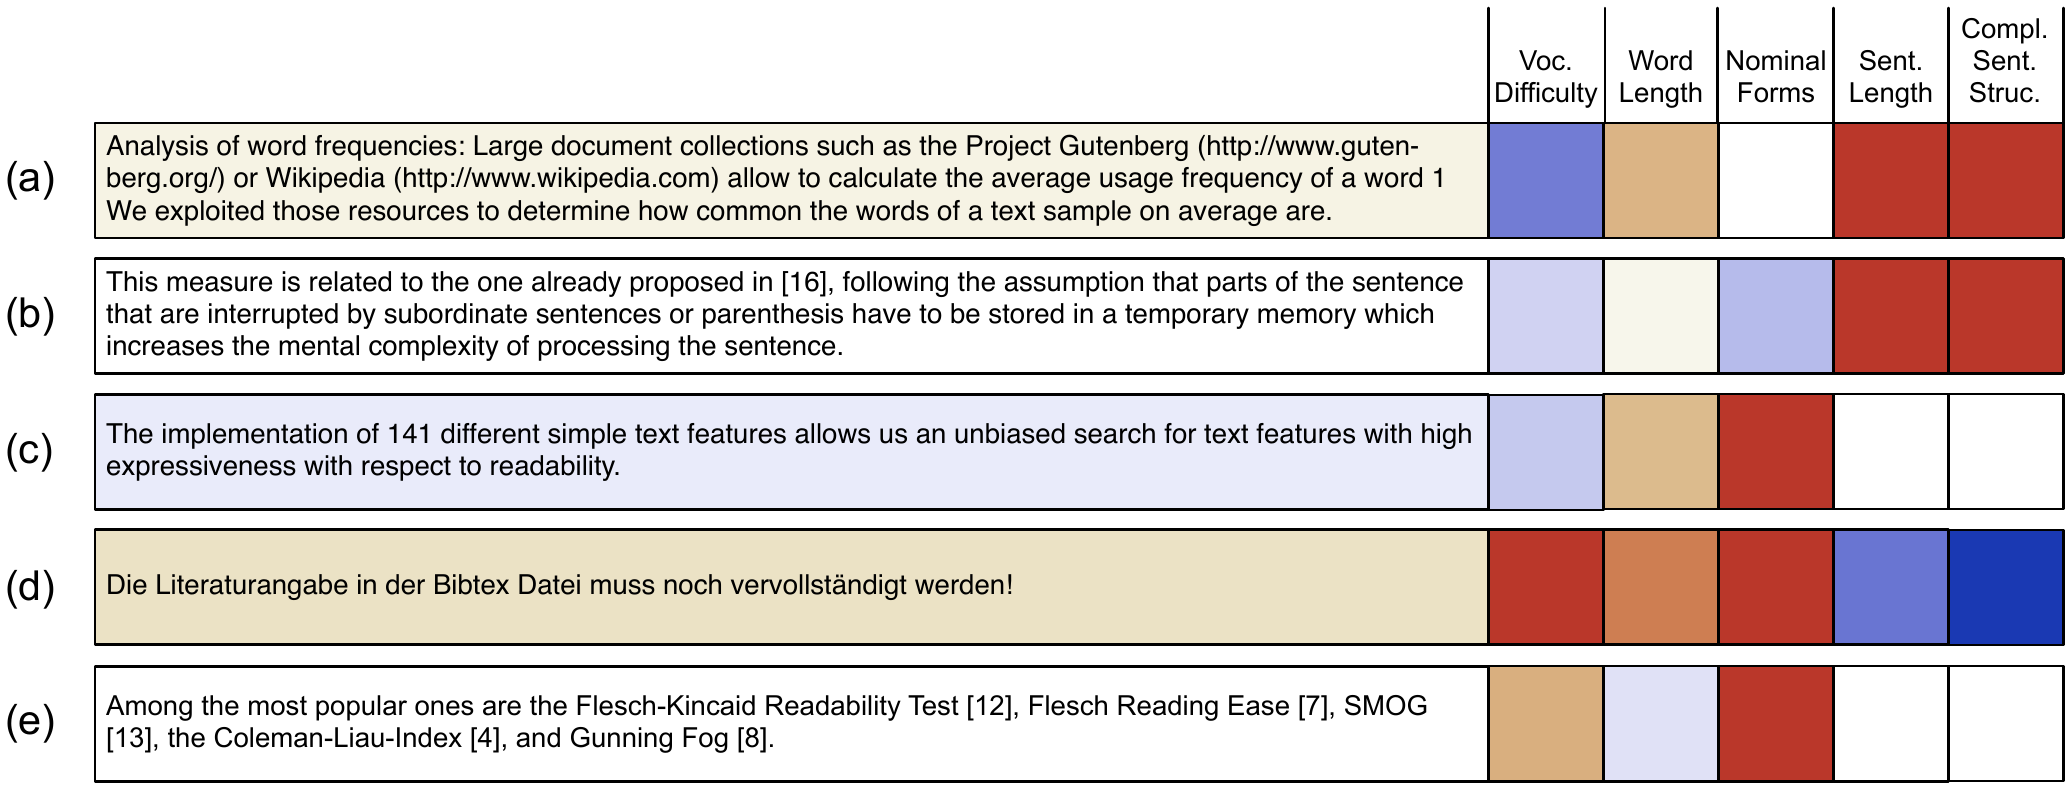 Voc.
Difficulty
Word
Length
Nominal
Forms
Sent.
Length
Compl.
Sent.
Struc.
(a)
Analysis of word frequencies: Large document collections such as the Project Gutenberg (http://www.guten-
berg.org/) or Wikipedia (http://www.wikipedia.com) allow to calculate the average usage frequency of a word 1
We exploited those resources to determine how common the words of a text sample on average are.
(b)
This measure is related to the one already proposed in [16], following the assumption that parts of the sentence
that are interrupted by subordinate sentences or parenthesis have to be stored in a temporary memory which
increases the mental complexity of processing the sentence.
(c)
The implementation of 141 different simple text features allows us an unbiased search for text features with high
expressiveness with respect to readability.
(d)
Die Literaturangabe in der Bibtex Datei muss noch vervollständigt werden!
(e)
Among the most popular ones are the Flesch-Kincaid Readability Test [12], Flesch Reading Ease [7], SMOG
[13], the Coleman-Liau-Index [4], and Gunning Fog [8].